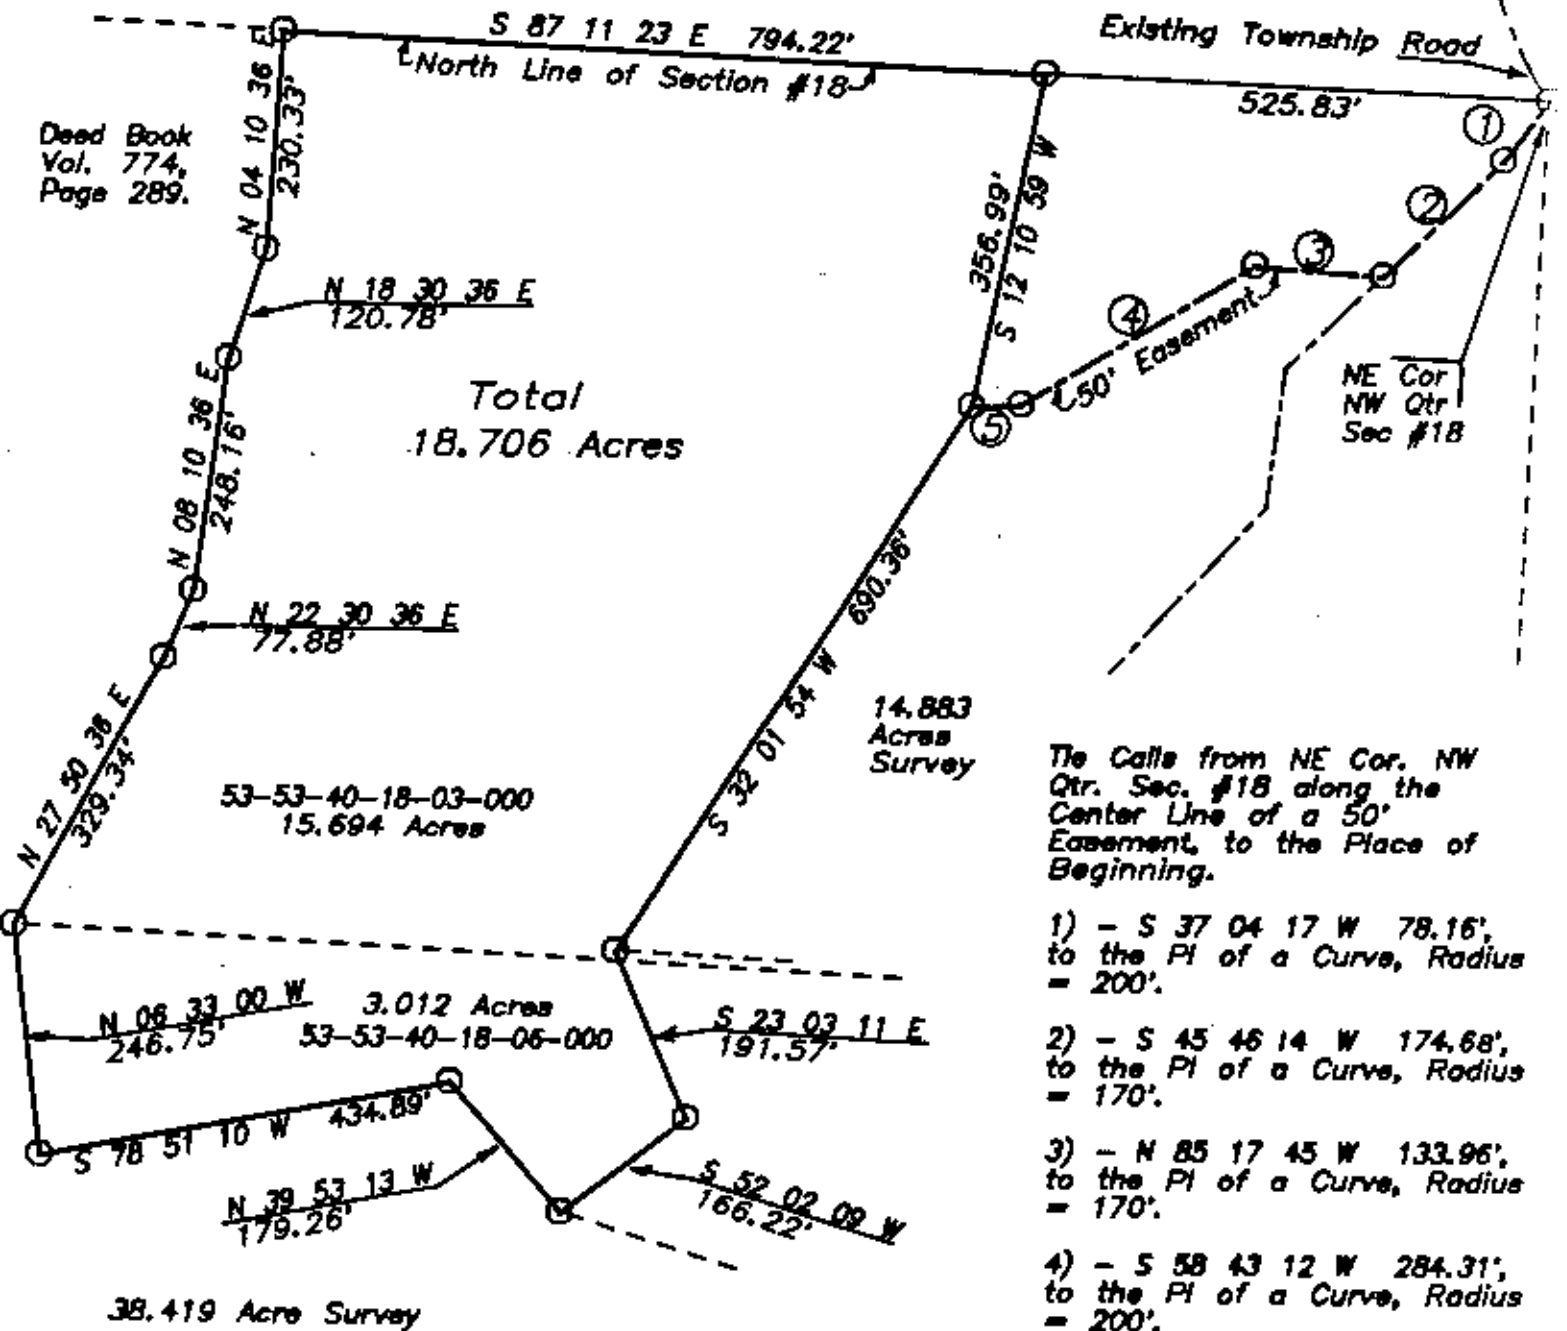 S 87 11 23 E 794.22'
North Line of Section #18
Existing Township Road
525.83'
Deed Book
Vol. 774,
Page 289.
N 04 10 36 E
230.33'
N 18 30 36 E
120.78'
N 08 10 36 E
248.16'
N 22 30 36 E
77.88'
N 27 50 36 E
329.34'
Total
18.706 Acres
356.99'
S 12 10 59 W
1
2
3
4
5
50' Easement
NE Cor
NW Qtr
Sec #18
690.36'
S 32 01 54 W
14.883
Acres
Survey
53-53-40-18-03-000
15.694 Acres
N 06 33 00 W
246.75'
3.012 Acres
53-53-40-18-06-000
S 23 03 11 E
191.57'
S 78 51 10 W 434.89'
N 39 53 13 W
179.26'
S 52 02 09 W
166.22'
38.419 Acre Survey
Tie Calls from NE Cor. NW
Qtr. Sec. #18 along the
Center Line of a 50'
Easement, to the Place of
Beginning.
1) - S 37 04 17 W 78.16',
to the PI of a Curve, Radius
= 200'.
2) - S 45 46 14 W 174.68',
to the PI of a Curve, Radius
= 170'.
3) - N 85 17 45 W 133.96',
to the PI of a Curve, Radius
= 170'.
4) - S 58 43 12 W 284.31',
to the PI of a Curve, Radius
= 200'.